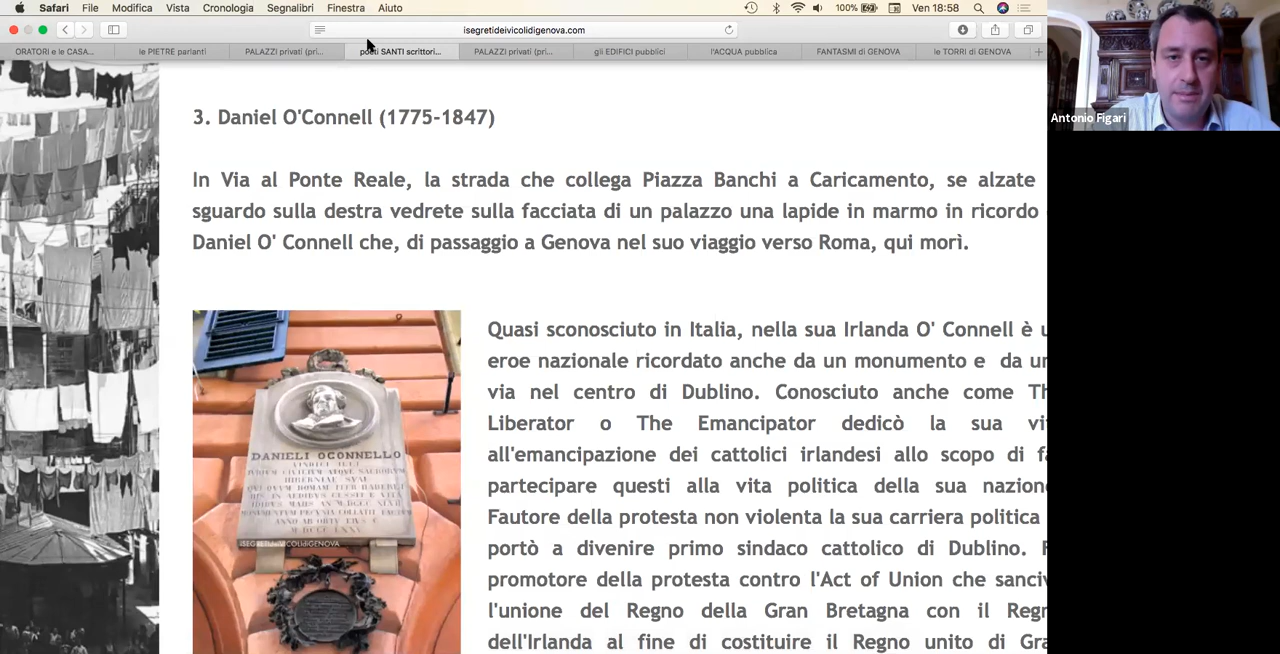 Safari File Modifica Vista Cronologia Segnalibri Finestra Aiuto 100% Ven 18:58
isegretideivicolidigenova.com
ORATORI e le CASA... le PIETRE parlanti PALAZZI privati (pri... poeti SANTI scrittori... PALAZZI privati (pri... gli EDIFICI pubblici l'ACQUA pubblica FANTASMI di GENOVA le TORRI di GENOVA
Antonio Figari
3. Daniel O'Connell (1775-1847)
In Via al Ponte Reale, la strada che collega Piazza Banchi a Caricamento, se alzate
sguardo sulla destra vedrete sulla facciata di un palazzo una lapide in marmo in ricordo
Daniel O' Connell che, di passaggio a Genova nel suo viaggio verso Roma, qui morì.
Quasi sconosciuto in Italia, nella sua Irlanda O' Connell è u
eroe nazionale ricordato anche da un monumento e da un
via nel centro di Dublino. Conosciuto anche come Th
Liberator o The Emancipator dedicò la sua vi
all'emancipazione dei cattolici irlandesi allo scopo di fa
partecipare questi alla vita politica della sua nazion
Fautore della protesta non violenta la sua carriera politica
portò a divenire primo sindaco cattolico di Dublino.
promotore della protesta contro l'Act of Union che sanciv
l'unione del Regno della Gran Bretagna con il Regn
dell'Irlanda al fine di costituire il Regno unito di Gra
DANIELI OCONNELLO
iSEGRETIdeiVICOLIdiGENOVA